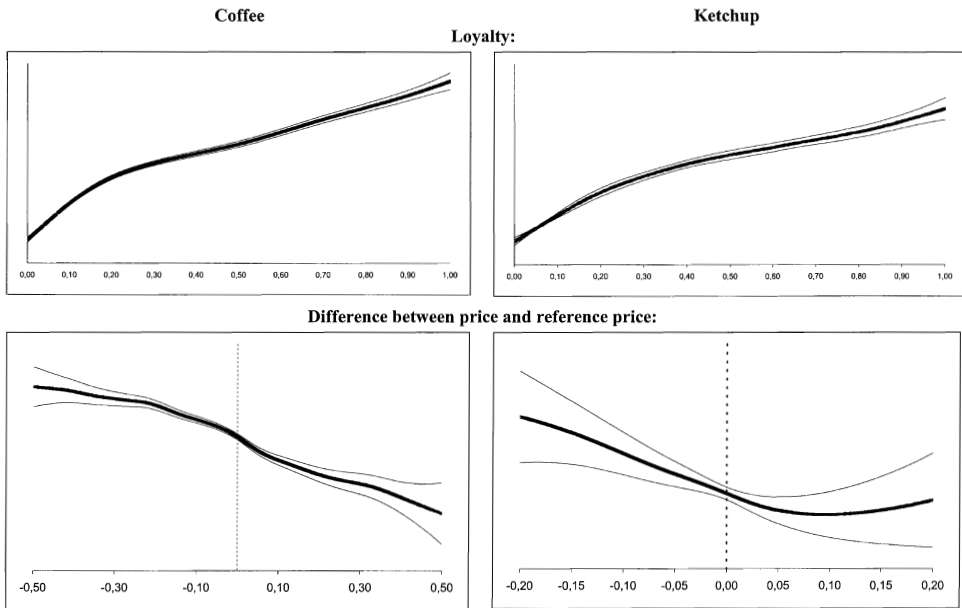 Coffee Ketchup
Loyalty:
0,00 0,10 0,20 0,30 0,40 0,50 0,60 0,70 0,80 0,90 1,00
0,00 0,10 0,20 0,30 0,40 0,50 0,60 0,70 0,80 0,90 1,00
Difference between price and reference price:
-0,50 -0,30 -0,10 0,10 0,30 0,50
-0,20 -0,15 -0,10 -0,05 0,00 0,05 0,10 0,15 0,20